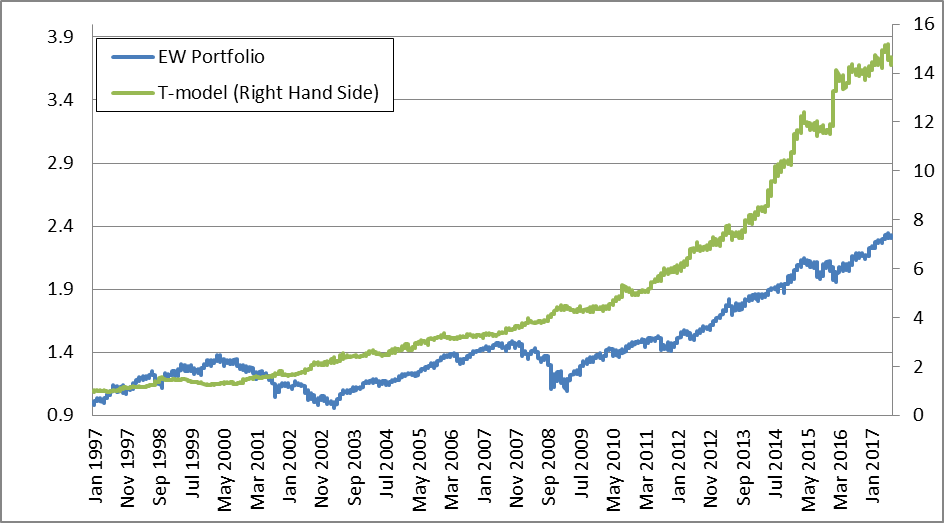 EW Portfolio
T-model (Right Hand Side)
3.9
3.4
2.9
2.4
1.9
1.4
0.9
16
14
12
10
8
6
4
2
0
Jan 1997
Nov 1997
Sep 1998
Jul 1999
May 2000
Mar 2001
Jan 2002
Nov 2002
Sep 2003
Jul 2004
May 2005
Mar 2006
Jan 2007
Nov 2007
Sep 2008
Jul 2009
May 2010
Mar 2011
Jan 2012
Nov 2012
Sep 2013
Jul 2014
May 2015
Mar 2016
Jan 2017